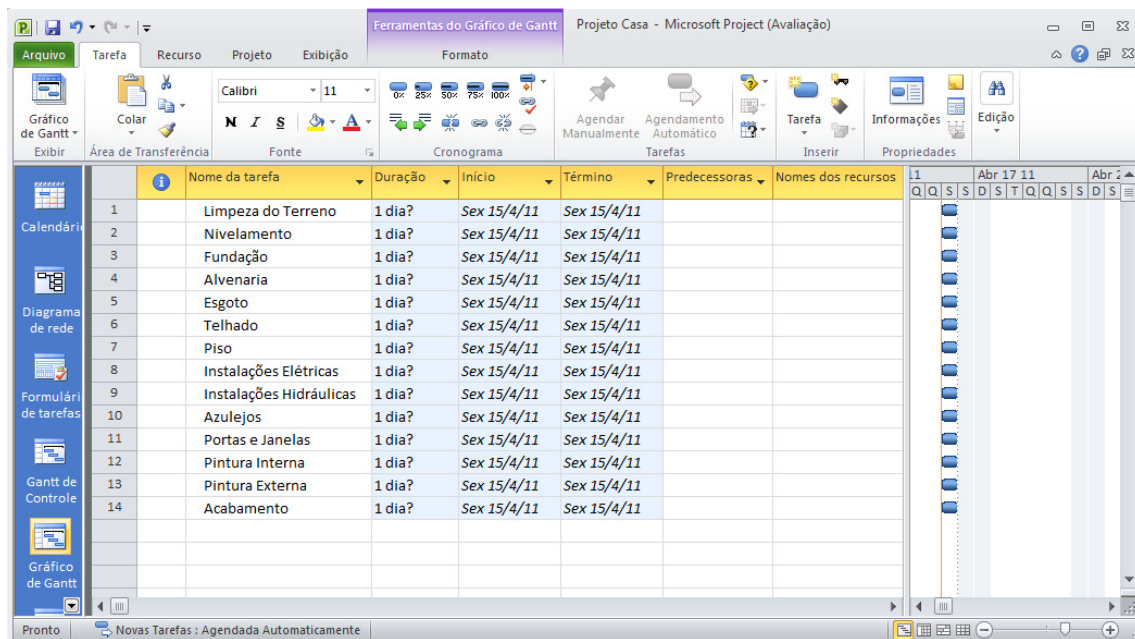 Ferramentas do Gráfico de Gantt
Projeto Casa - Microsoft Project (Avaliação)
Arquivo Tarefa Recurso Projeto Exibição Formato
Gráfico de Gantt
Exibir
Colar
Área de Transferência
Calibri 11
N I S A
Fonte
0% 25% 50% 75% 100%
Cronograma
Agendar Manualmente
Agendamento Automático
Tarefas
Tarefa
Inserir
Informações
Propriedades
Edição
Calendári
Diagrama de rede
Formulári de tarefas
Gantt de Controle
Gráfico de Gantt
Nome da tarefa Duração Início Término Predecessoras Nomes dos recursos 11 Abr 17 11 Abr 2
Q Q S S D S T Q Q S S D S
1 Limpeza do Terreno 1 dia? Sex 15/4/11 Sex 15/4/11
2 Nivelamento 1 dia? Sex 15/4/11 Sex 15/4/11
3 Fundação 1 dia? Sex 15/4/11 Sex 15/4/11
4 Alvenaria 1 dia? Sex 15/4/11 Sex 15/4/11
5 Esgoto 1 dia? Sex 15/4/11 Sex 15/4/11
6 Telhado 1 dia? Sex 15/4/11 Sex 15/4/11
7 Piso 1 dia? Sex 15/4/11 Sex 15/4/11
8 Instalações Elétricas 1 dia? Sex 15/4/11 Sex 15/4/11
9 Instalações Hidráulicas 1 dia? Sex 15/4/11 Sex 15/4/11
10 Azulejos 1 dia? Sex 15/4/11 Sex 15/4/11
11 Portas e Janelas 1 dia? Sex 15/4/11 Sex 15/4/11
12 Pintura Interna 1 dia? Sex 15/4/11 Sex 15/4/11
13 Pintura Externa 1 dia? Sex 15/4/11 Sex 15/4/11
14 Acabamento 1 dia? Sex 15/4/11 Sex 15/4/11
Pronto Novas Tarefas : Agendada Automaticamente